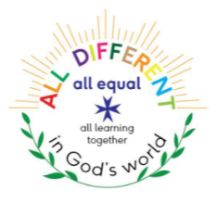 ALL DIFFERENT
all equal
all learning
together
in God's world